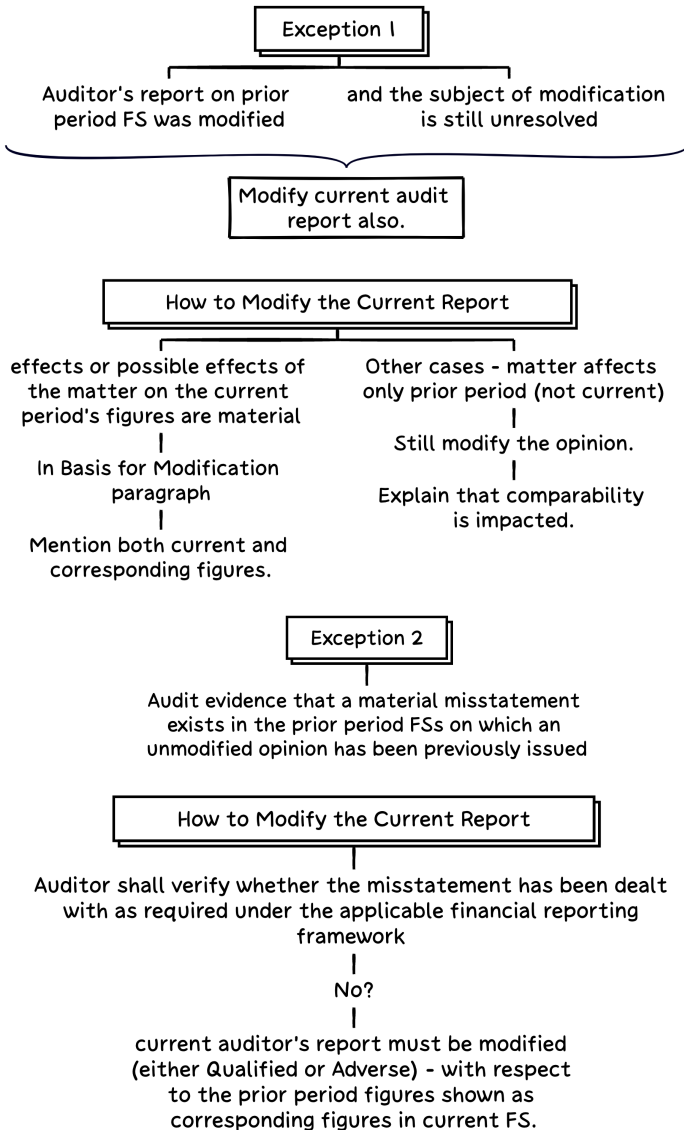 Exception 1
Auditor's report on prior
period FS was modified
and the subject of modification
is still unresolved
Modify current audit
report also.
How to Modify the Current Report
effects or possible effects of
the matter on the current
period's figures are material
In Basis for Modification
paragraph
Mention both current and
corresponding figures.
Other cases - matter affects
only prior period (not current)
Still modify the opinion.
Explain that comparability
is impacted.
Exception 2
Audit evidence that a material misstatement
exists in the prior period FSs on which an
unmodified opinion has been previously issued
How to Modify the Current Report
Auditor shall verify whether the misstatement has been dealt
with as required under the applicable financial reporting
framework
No?
current auditor's report must be modified
(either Qualified or Adverse) - with respect
to the prior period figures shown as
corresponding figures in current FS.